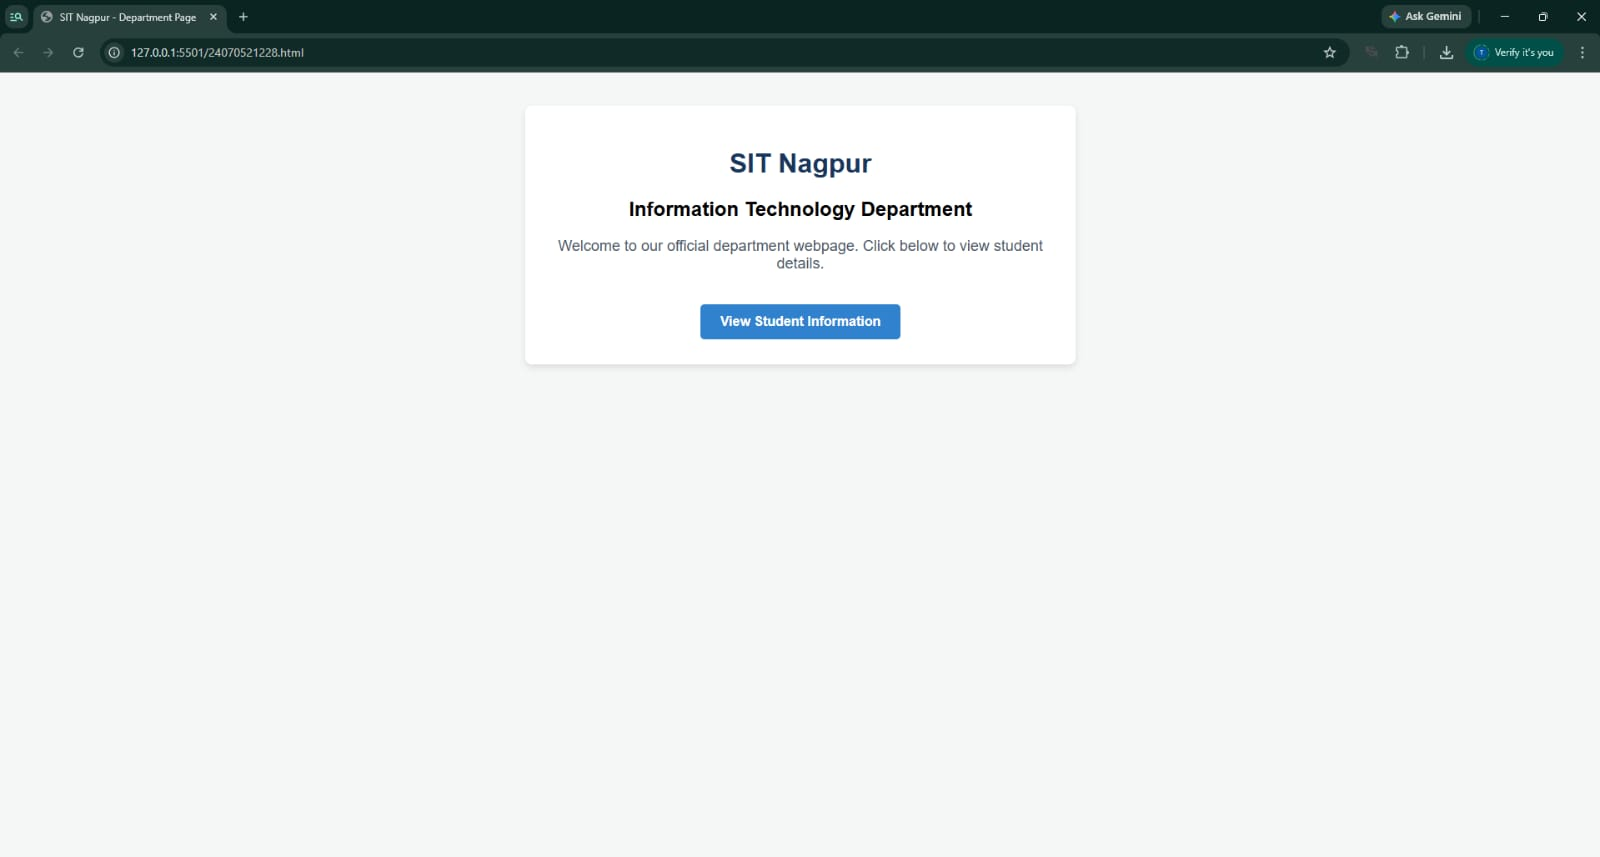 SIT Nagpur - Department Page
Ask Gemini
127.0.0.1:5501/24070521228.html
T
Verify it's you
SIT Nagpur
Information Technology Department
Welcome to our official department webpage. Click below to view student
details.
View Student Information